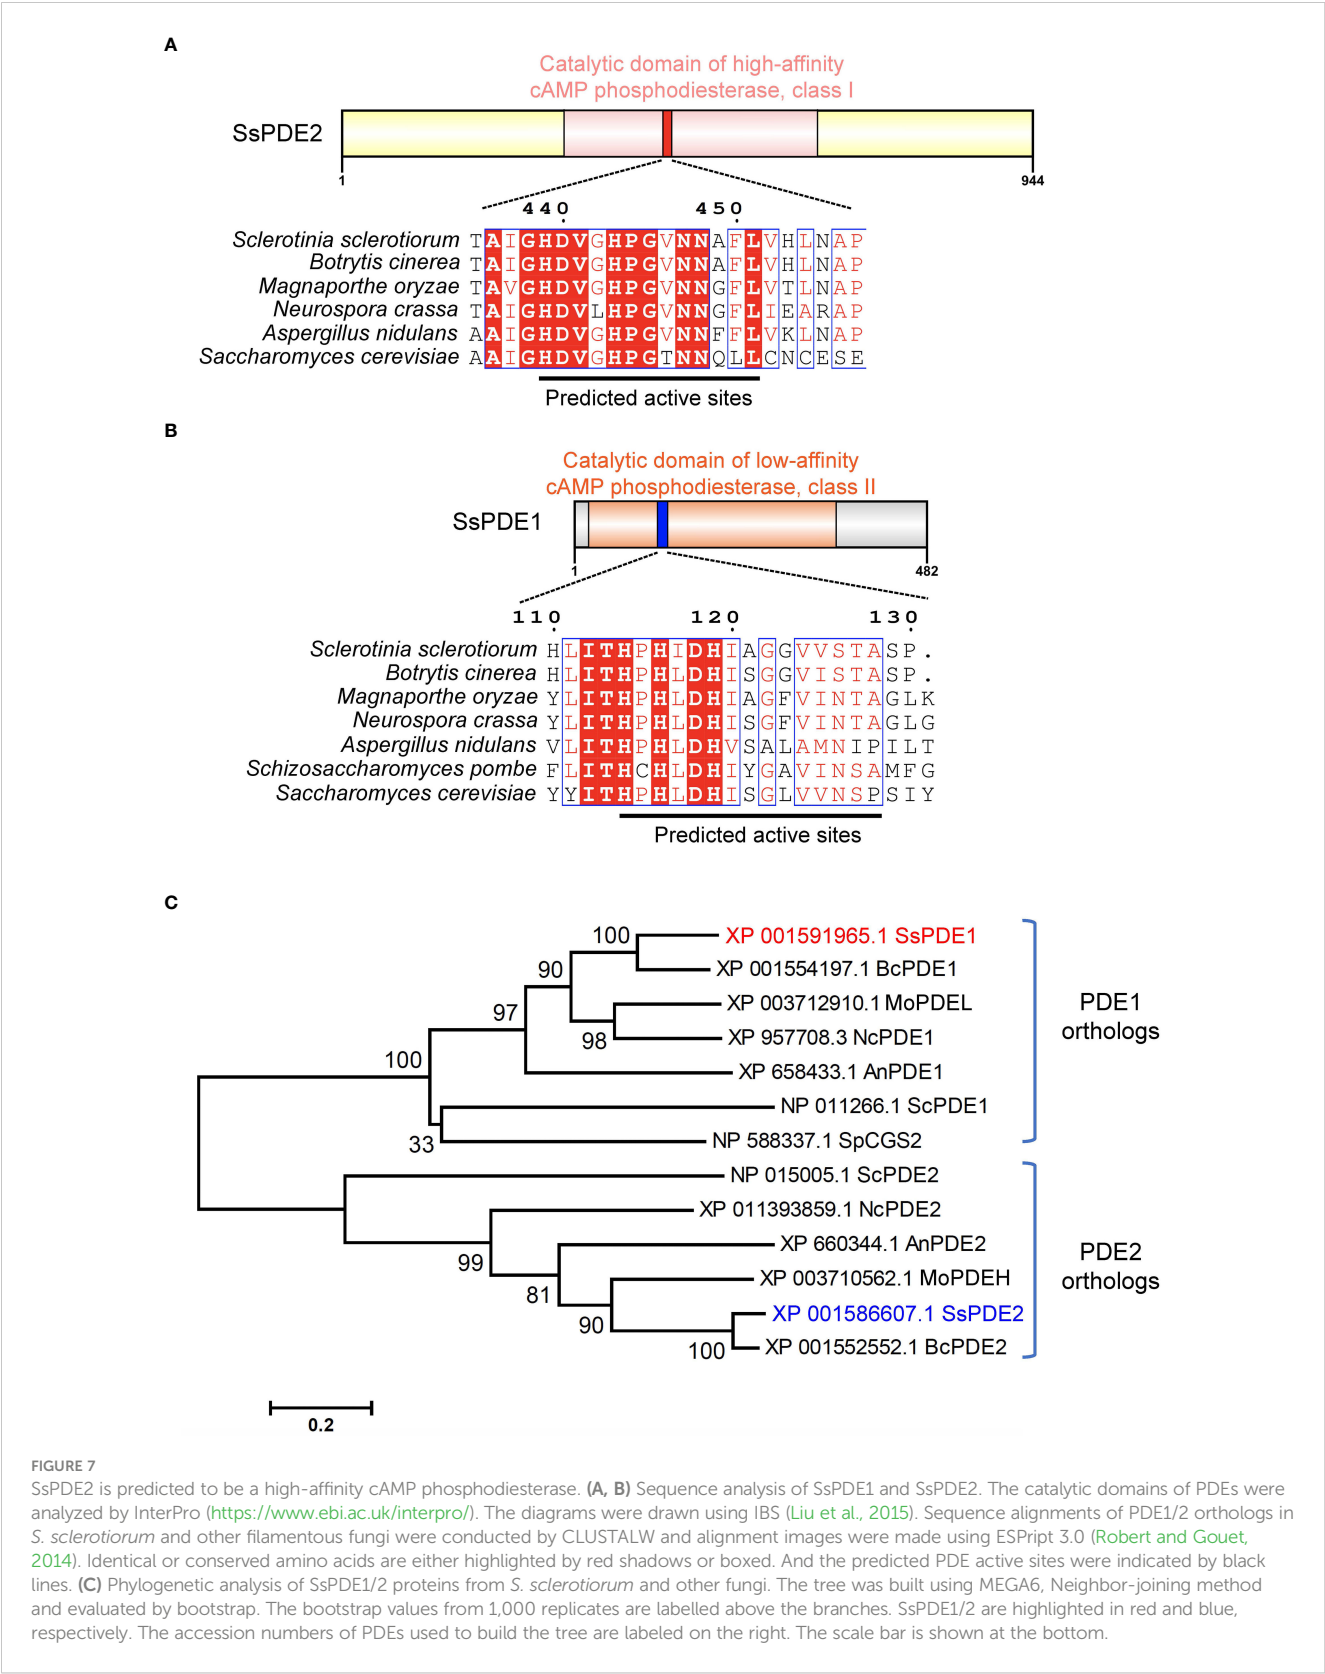 A
Catalytic domain of high-affinity
cAMP phosphodiesterase, class I
SsPDE2
1
944
440 450
Sclerotinia sclerotiorum TAIGHDVGHPGVNNAFLVHLNAP
Botrytis cinerea TAIGHDVGHPGVNNAFLVHLNAP
Magnaporthe oryzae TAVGHDVGHPGVNNGFLVTLNAP
Neurospora crassa TAIGHDVLHPGVNNGFLIEARAP
Aspergillus nidulans AAIGHDVGHPGVNNFFLVKLNAP
Saccharomyces cerevisiae AAIGHDVGHPGTNNQLLCNCESE
Predicted active sites
B
Catalytic domain of low-affinity
cAMP phosphodiesterase, class II
SsPDE1
1
482
110 120 130
Sclerotinia sclerotiorum HLITHPHIDHIAGGVVSTASP.
Botrytis cinerea HLITHPHLDHISGGVISTASP.
Magnaporthe oryzae YLITHPHLDHIAGFVINTAGLK
Neurospora crassa YLITHPHLDHISGFVINTAGLG
Aspergillus nidulans VLITHPHLDHVSALAMNIPILT
Schizosaccharomyces pombe FLITHCHLDHIYGAVINSAMFG
Saccharomyces cerevisiae YYITHPHLDHISGLVVNSPSIY
Predicted active sites
C
100 XP 001591965.1 SsPDE1
90 XP 001554197.1 BcPDE1
97 XP 003712910.1 MoPDEL
98 XP 957708.3 NcPDE1
100 XP 658433.1 AnPDE1
NP 011266.1 ScPDE1
33 NP 588337.1 SpCGS2
PDE1
orthologs
NP 015005.1 ScPDE2
XP 011393859.1 NcPDE2
99 XP 660344.1 AnPDE2
81 XP 003710562.1 MoPDEH
90 XP 001586607.1 SsPDE2
100 XP 001552552.1 BcPDE2
PDE2
orthologs
0.2
FIGURE 7
SsPDE2 is predicted to be a high-affinity cAMP phosphodiesterase. (A, B) Sequence analysis of SsPDE1 and SsPDE2. The catalytic domains of PDEs were
analyzed by InterPro (https://www.ebi.ac.uk/interpro/). The diagrams were drawn using IBS (Liu et al., 2015). Sequence alignments of PDE1/2 orthologs in
S. sclerotiorum and other filamentous fungi were conducted by CLUSTALW and alignment images were made using ESPript 3.0 (Robert and Gouet,
2014). Identical or conserved amino acids are either highlighted by red shadows or boxed. And the predicted PDE active sites were indicated by black
lines. (C) Phylogenetic analysis of SsPDE1/2 proteins from S. sclerotiorum and other fungi. The tree was built using MEGA6, Neighbor-joining method
and evaluated by bootstrap. The bootstrap values from 1,000 replicates are labelled above the branches. SsPDE1/2 are highlighted in red and blue,
respectively. The accession numbers of PDEs used to build the tree are labeled on the right. The scale bar is shown at the bottom.